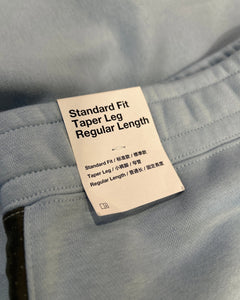 Standard Fit
Taper Leg
Regular Length
Standard Fit / 标准款 / 標準款
Taper Leg / 小裤脚 / 窄管
Regular Length / 普通长 / 固定長度